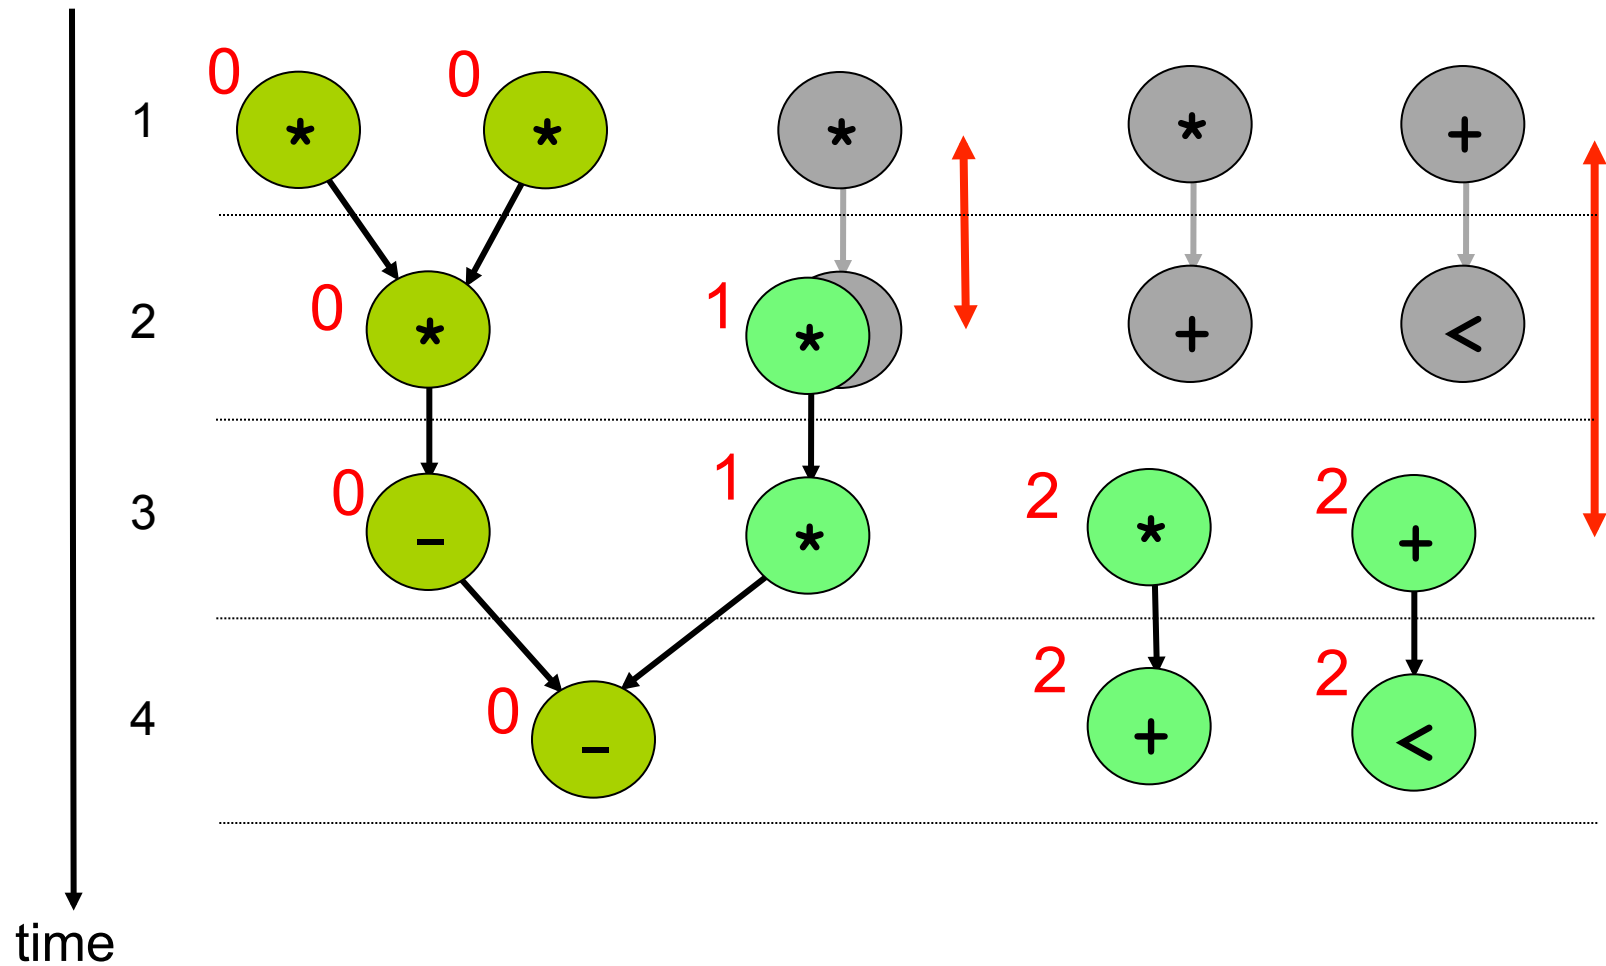 0 0
1 * * * * +
0 1
2 * * + <
0 1 2 2
3 - * * +
0 2 2
4 - + <
time